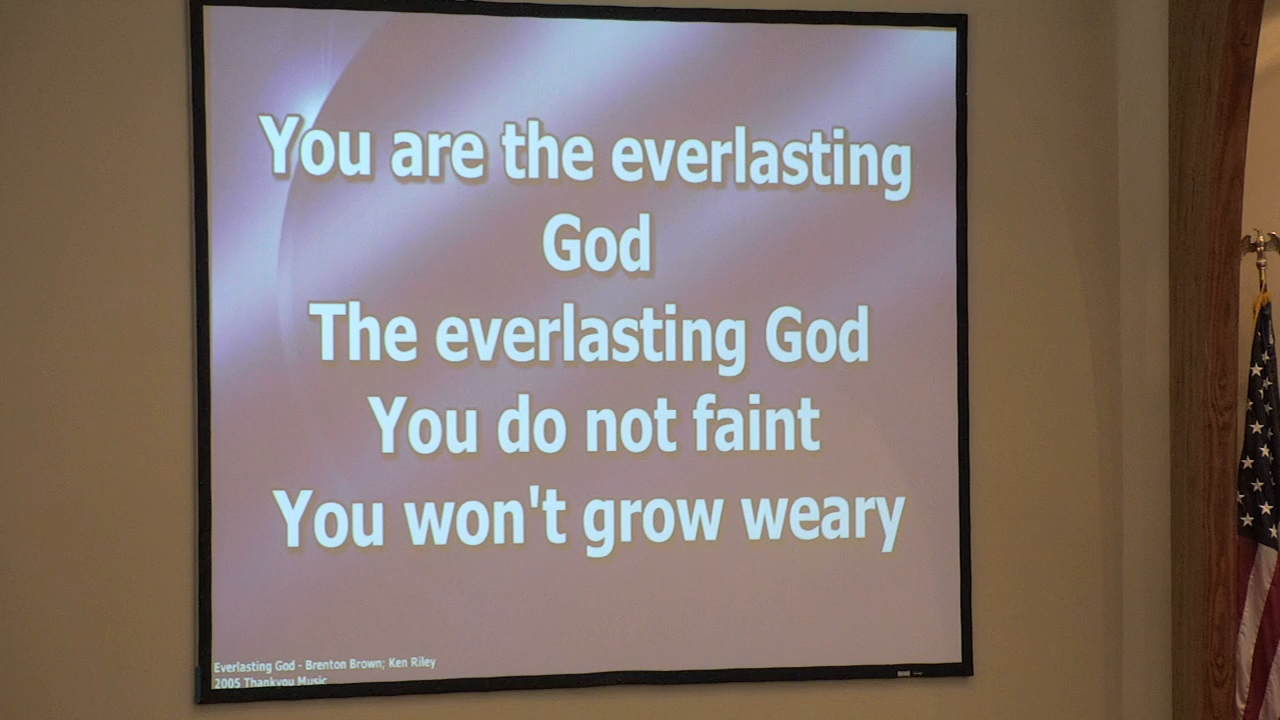 You are the everlasting
God
The everlasting God
You do not faint
You won't grow weary
Everlasting God - Brenton Brown; Ken Riley
2005 Thankyou Music